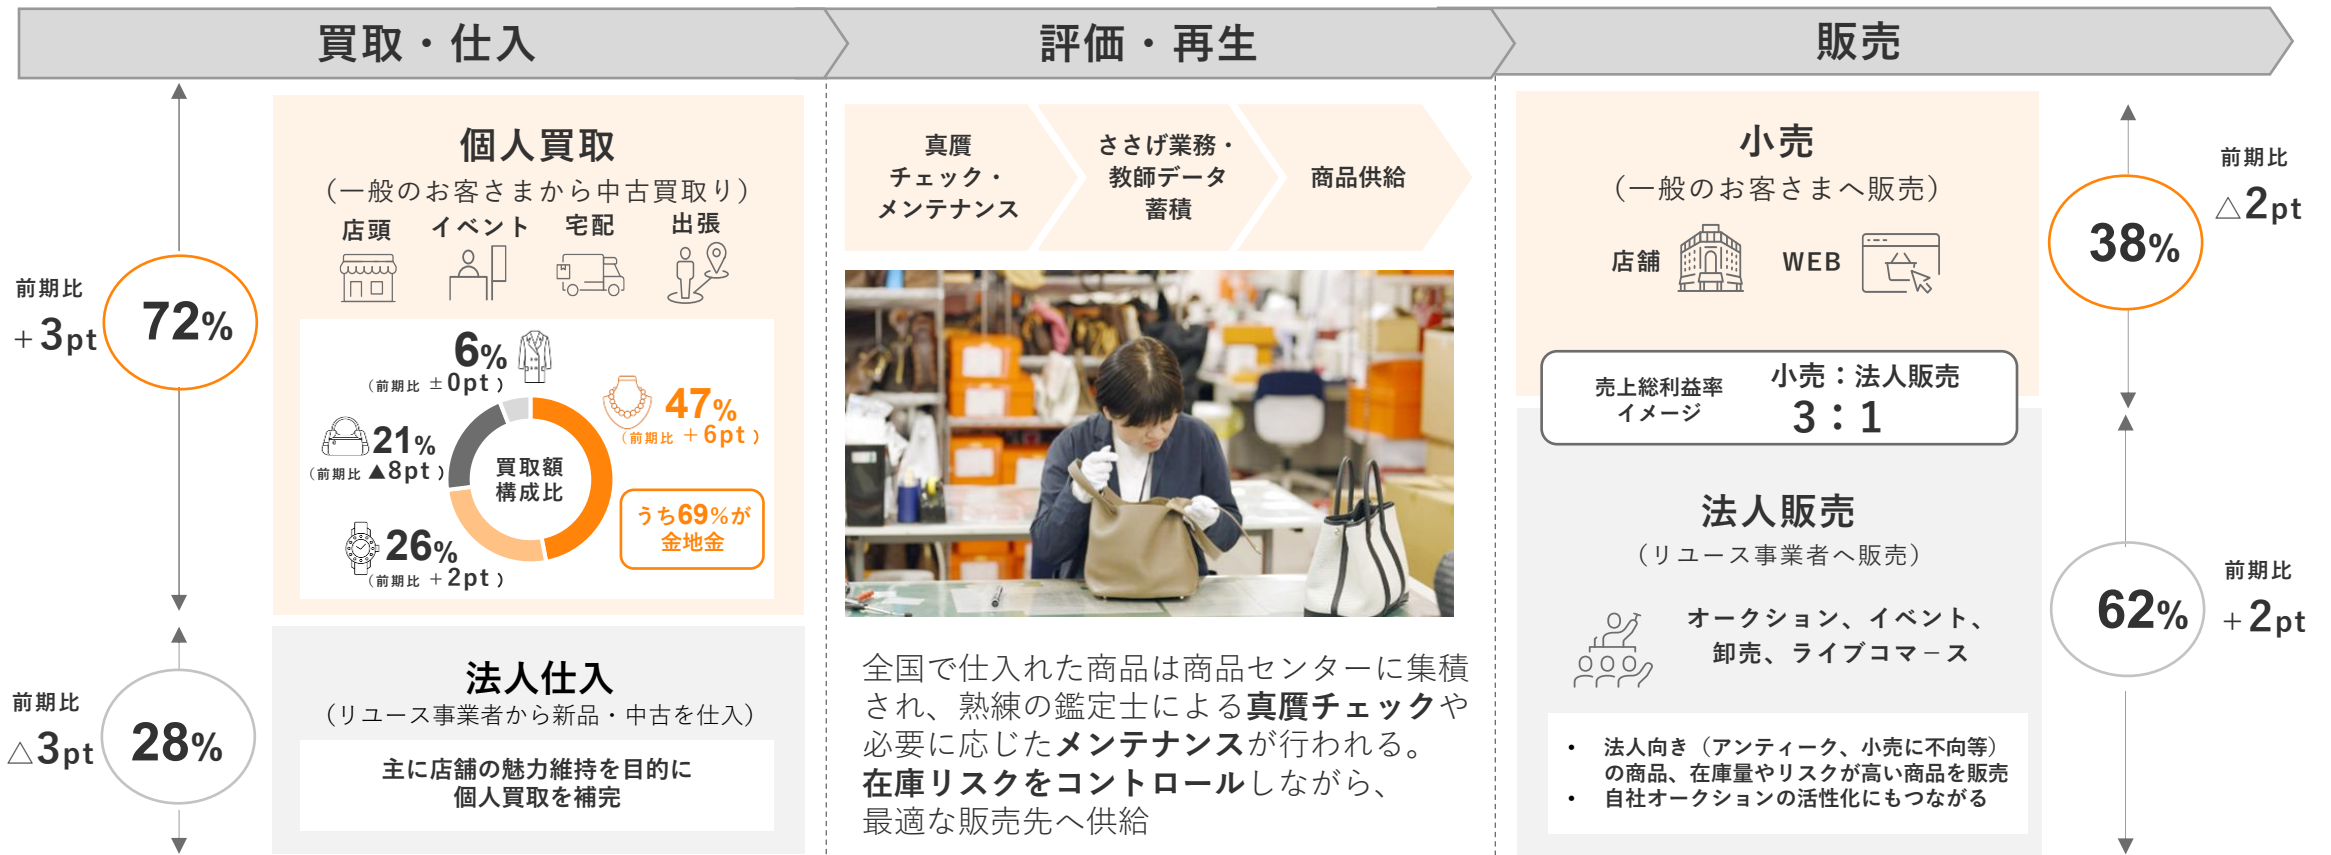 買取・仕入
評価・再生
販売
前期比
+3pt
72%
個人買取
（一般のお客さまから中古買取り）
店頭
イベント
宅配
出張
6%
（前期比 ±0pt ）
47%
（前期比 +6pt ）
21%
（前期比 ▲8pt ）
買取額
構成比
うち69%が
金地金
26%
（前期比 +2pt ）
前期比
△3pt
28%
法人仕入
（リユース事業者から新品・中古を仕入）
主に店舗の魅力維持を目的に
個人買取を補完
真贋
チェック・
メンテナンス
ささげ業務・
教師データ
蓄積
商品供給
全国で仕入れた商品は商品センターに集積
され、熟練の鑑定士による真贋チェックや
必要に応じたメンテナンスが行われる。
在庫リスクをコントロールしながら、
最適な販売先へ供給
小売
（一般のお客さまへ販売）
店舗
WEB
前期比
△2pt
38%
売上総利益率
イメージ
小売：法人販売
3：1
法人販売
（リユース事業者へ販売）
オークション、イベント、
卸売、ライブコマース
62%
前期比
+2pt
• 法人向き（アンティーク、小売に不向等）
の商品、在庫量やリスクが高い商品を販売
• 自社オークションの活性化にもつながる